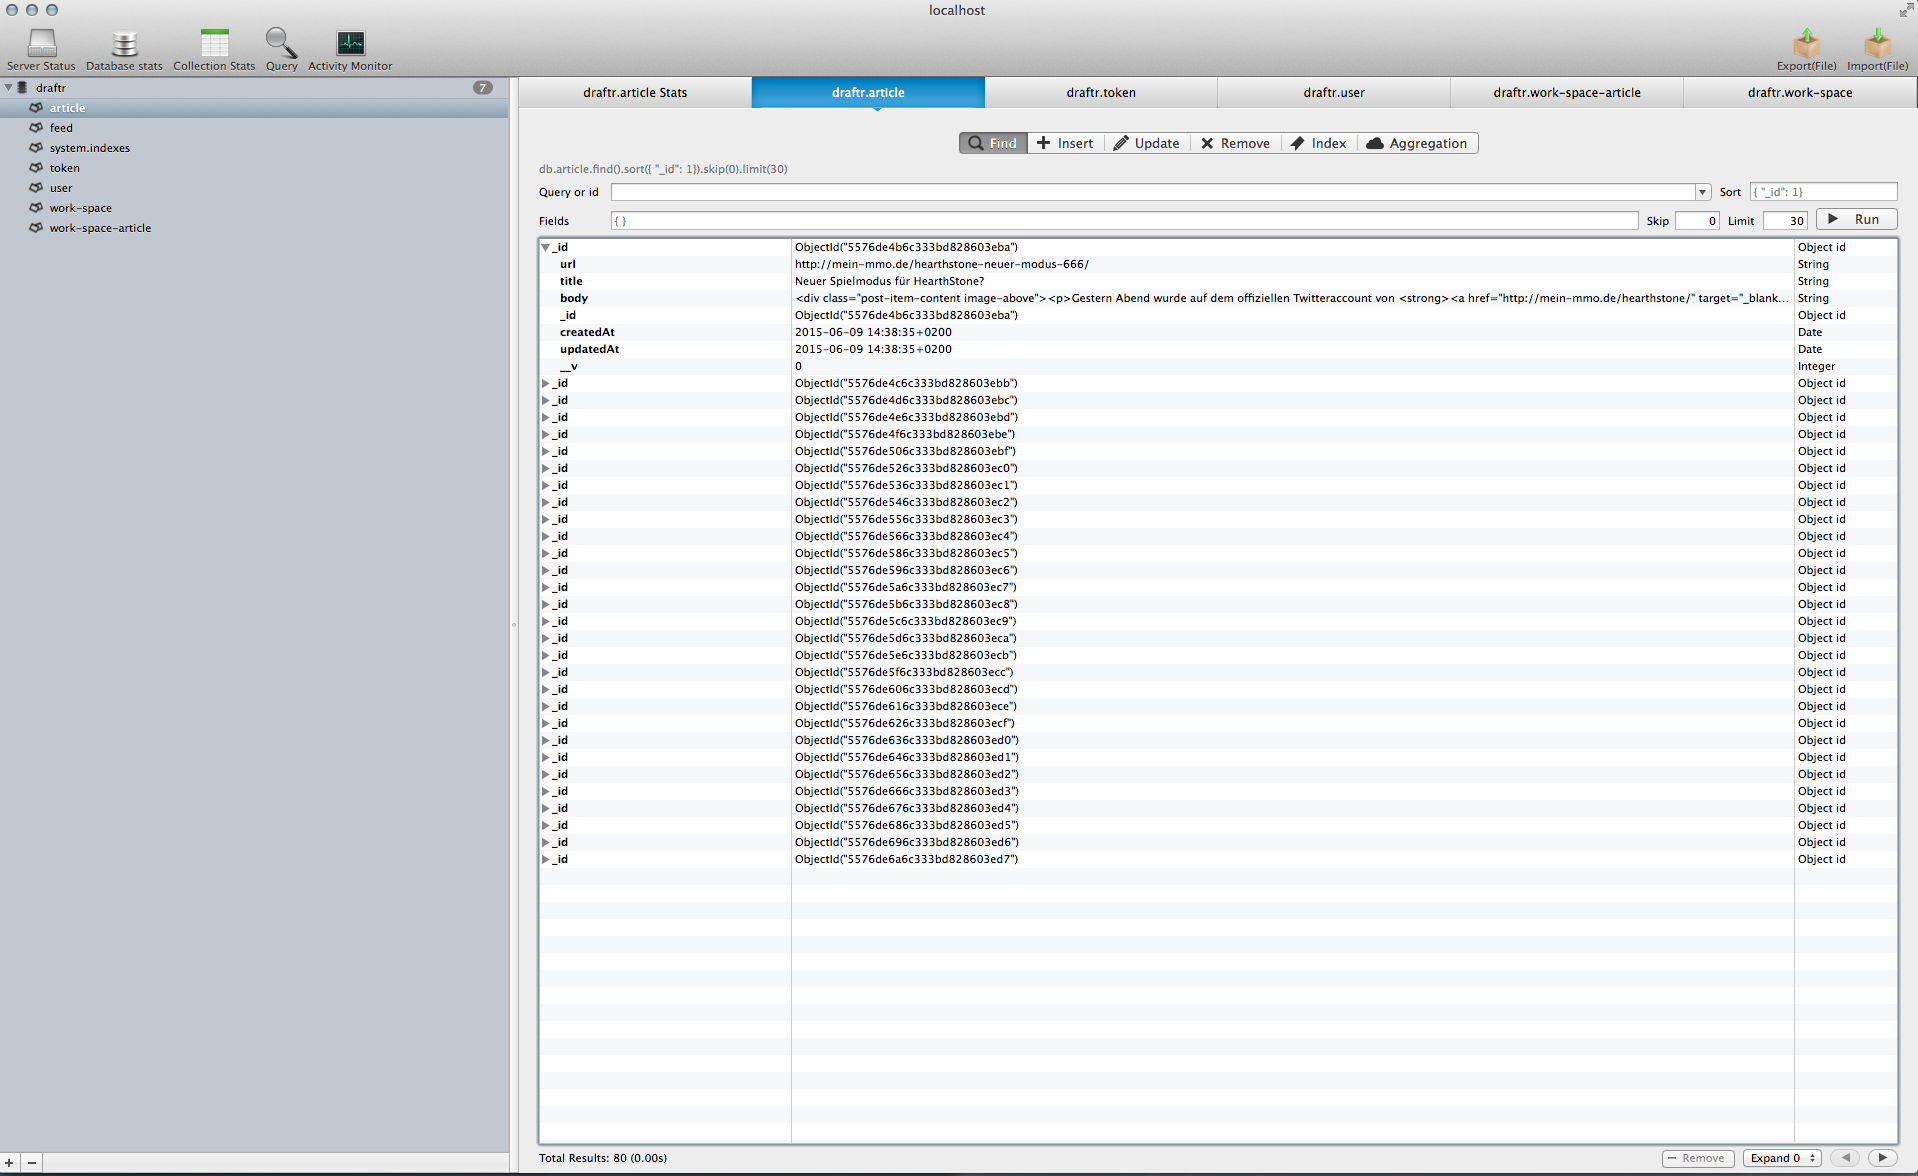 localhost
Server Status Database stats Collection Stats Query Activity Monitor Export(File) Import(File)
draftr 7
article
feed
system.indexes
token
user
work-space
work-space-article
draftr.article Stats draftr.article draftr.token draftr.user draftr.work-space-article draftr.work-space
Find Insert Update Remove Index Aggregation
db.article.find().sort({ "_id": 1}).skip(0).limit(30)
Query or id Sort { "_id": 1}
Fields { } Skip 0 Limit 30 Run
_id ObjectId("5576de4b6c333bd828603eba") Object id
url http://mein-mmo.de/hearthstone-neuer-modus-666/ String
title Neuer Spielmodus für HearthStone? String
body <div class="post-item-content image-above"><p>Gestern Abend wurde auf dem offiziellen Twitteraccount von <strong><a href="http://mein-mmo.de/hearthstone/" target="_blank... String
_id ObjectId("5576de4b6c333bd828603eba") Object id
createdAt 2015-06-09 14:38:35+0200 Date
updatedAt 2015-06-09 14:38:35+0200 Date
__v 0 Integer
_id ObjectId("5576de4c6c333bd828603ebb") Object id
_id ObjectId("5576de4d6c333bd828603ebc") Object id
_id ObjectId("5576de4e6c333bd828603ebd") Object id
_id ObjectId("5576de4f6c333bd828603ebe") Object id
_id ObjectId("5576de506c333bd828603ebf") Object id
_id ObjectId("5576de526c333bd828603ec0") Object id
_id ObjectId("5576de536c333bd828603ec1") Object id
_id ObjectId("5576de546c333bd828603ec2") Object id
_id ObjectId("5576de556c333bd828603ec3") Object id
_id ObjectId("5576de566c333bd828603ec4") Object id
_id ObjectId("5576de586c333bd828603ec5") Object id
_id ObjectId("5576de596c333bd828603ec6") Object id
_id ObjectId("5576de5a6c333bd828603ec7") Object id
_id ObjectId("5576de5b6c333bd828603ec8") Object id
_id ObjectId("5576de5c6c333bd828603ec9") Object id
_id ObjectId("5576de5d6c333bd828603eca") Object id
_id ObjectId("5576de5e6c333bd828603ecb") Object id
_id ObjectId("5576de5f6c333bd828603ecc") Object id
_id ObjectId("5576de606c333bd828603ecd") Object id
_id ObjectId("5576de616c333bd828603ece") Object id
_id ObjectId("5576de626c333bd828603ecf") Object id
_id ObjectId("5576de636c333bd828603ed0") Object id
_id ObjectId("5576de646c333bd828603ed1") Object id
_id ObjectId("5576de656c333bd828603ed2") Object id
_id ObjectId("5576de666c333bd828603ed3") Object id
_id ObjectId("5576de676c333bd828603ed4") Object id
_id ObjectId("5576de686c333bd828603ed5") Object id
_id ObjectId("5576de696c333bd828603ed6") Object id
_id ObjectId("5576de6a6c333bd828603ed7") Object id
Total Results: 80 (0.00s) Remove Expand 0